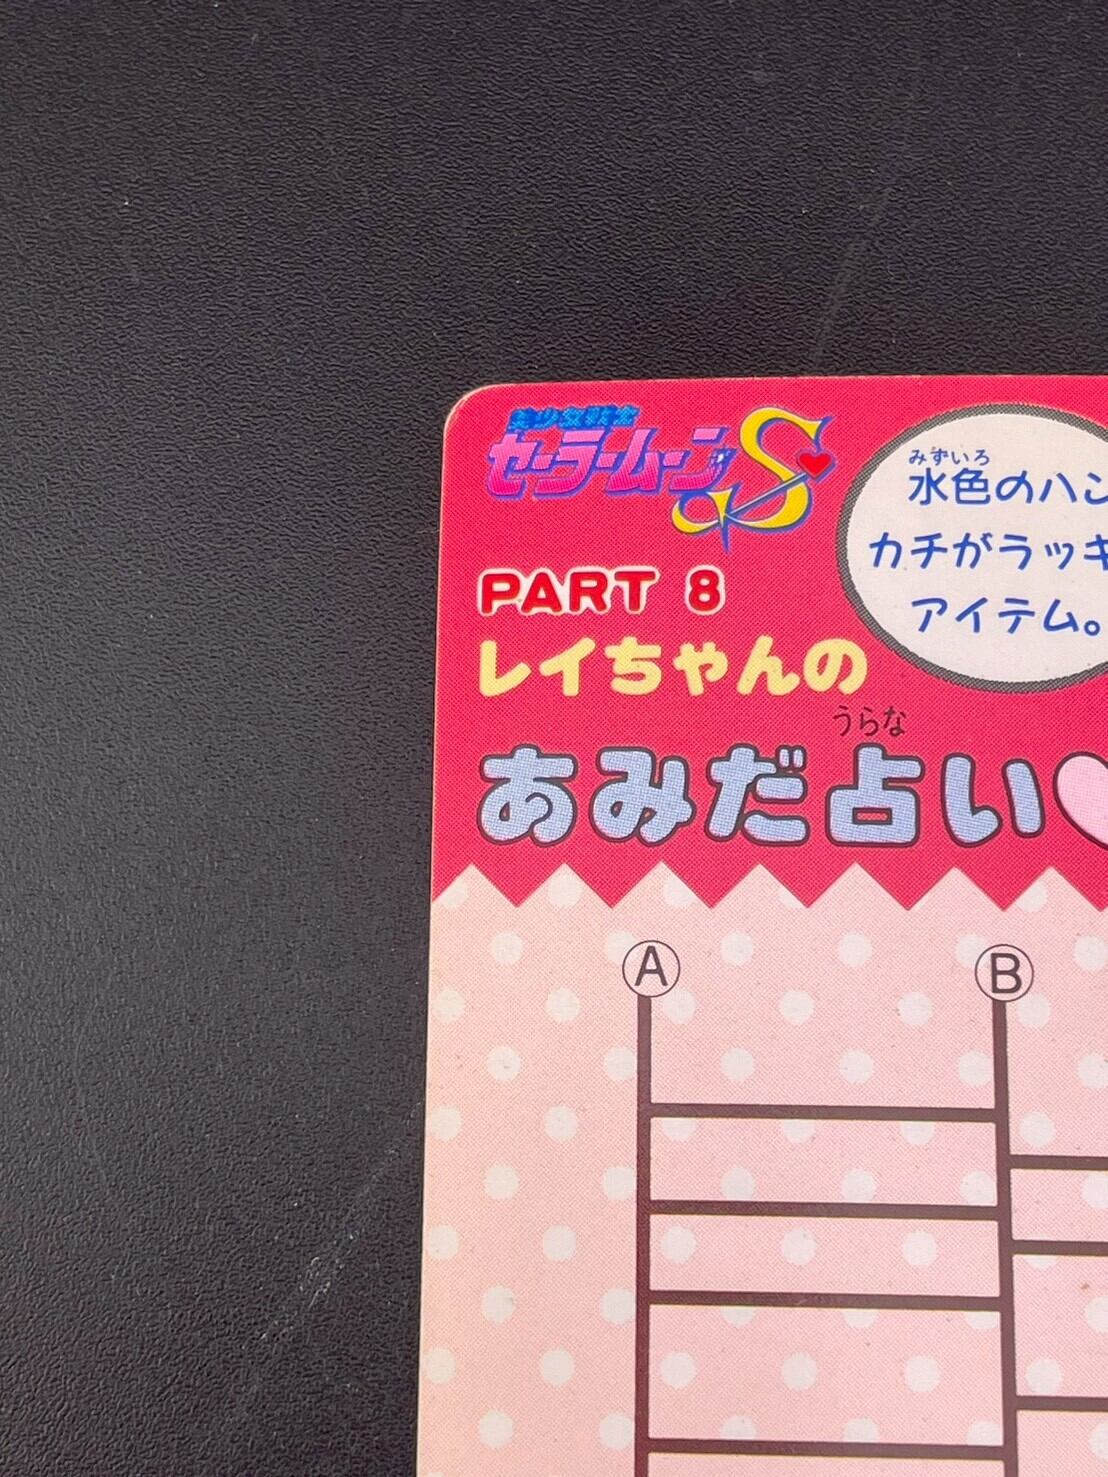 美少女戦士
セーラームーンS
PART 8
レイちゃんの
うらな
あみだ占い♥
みずいろ
水色のハン
カチがラッキ
アイテム。
A
B